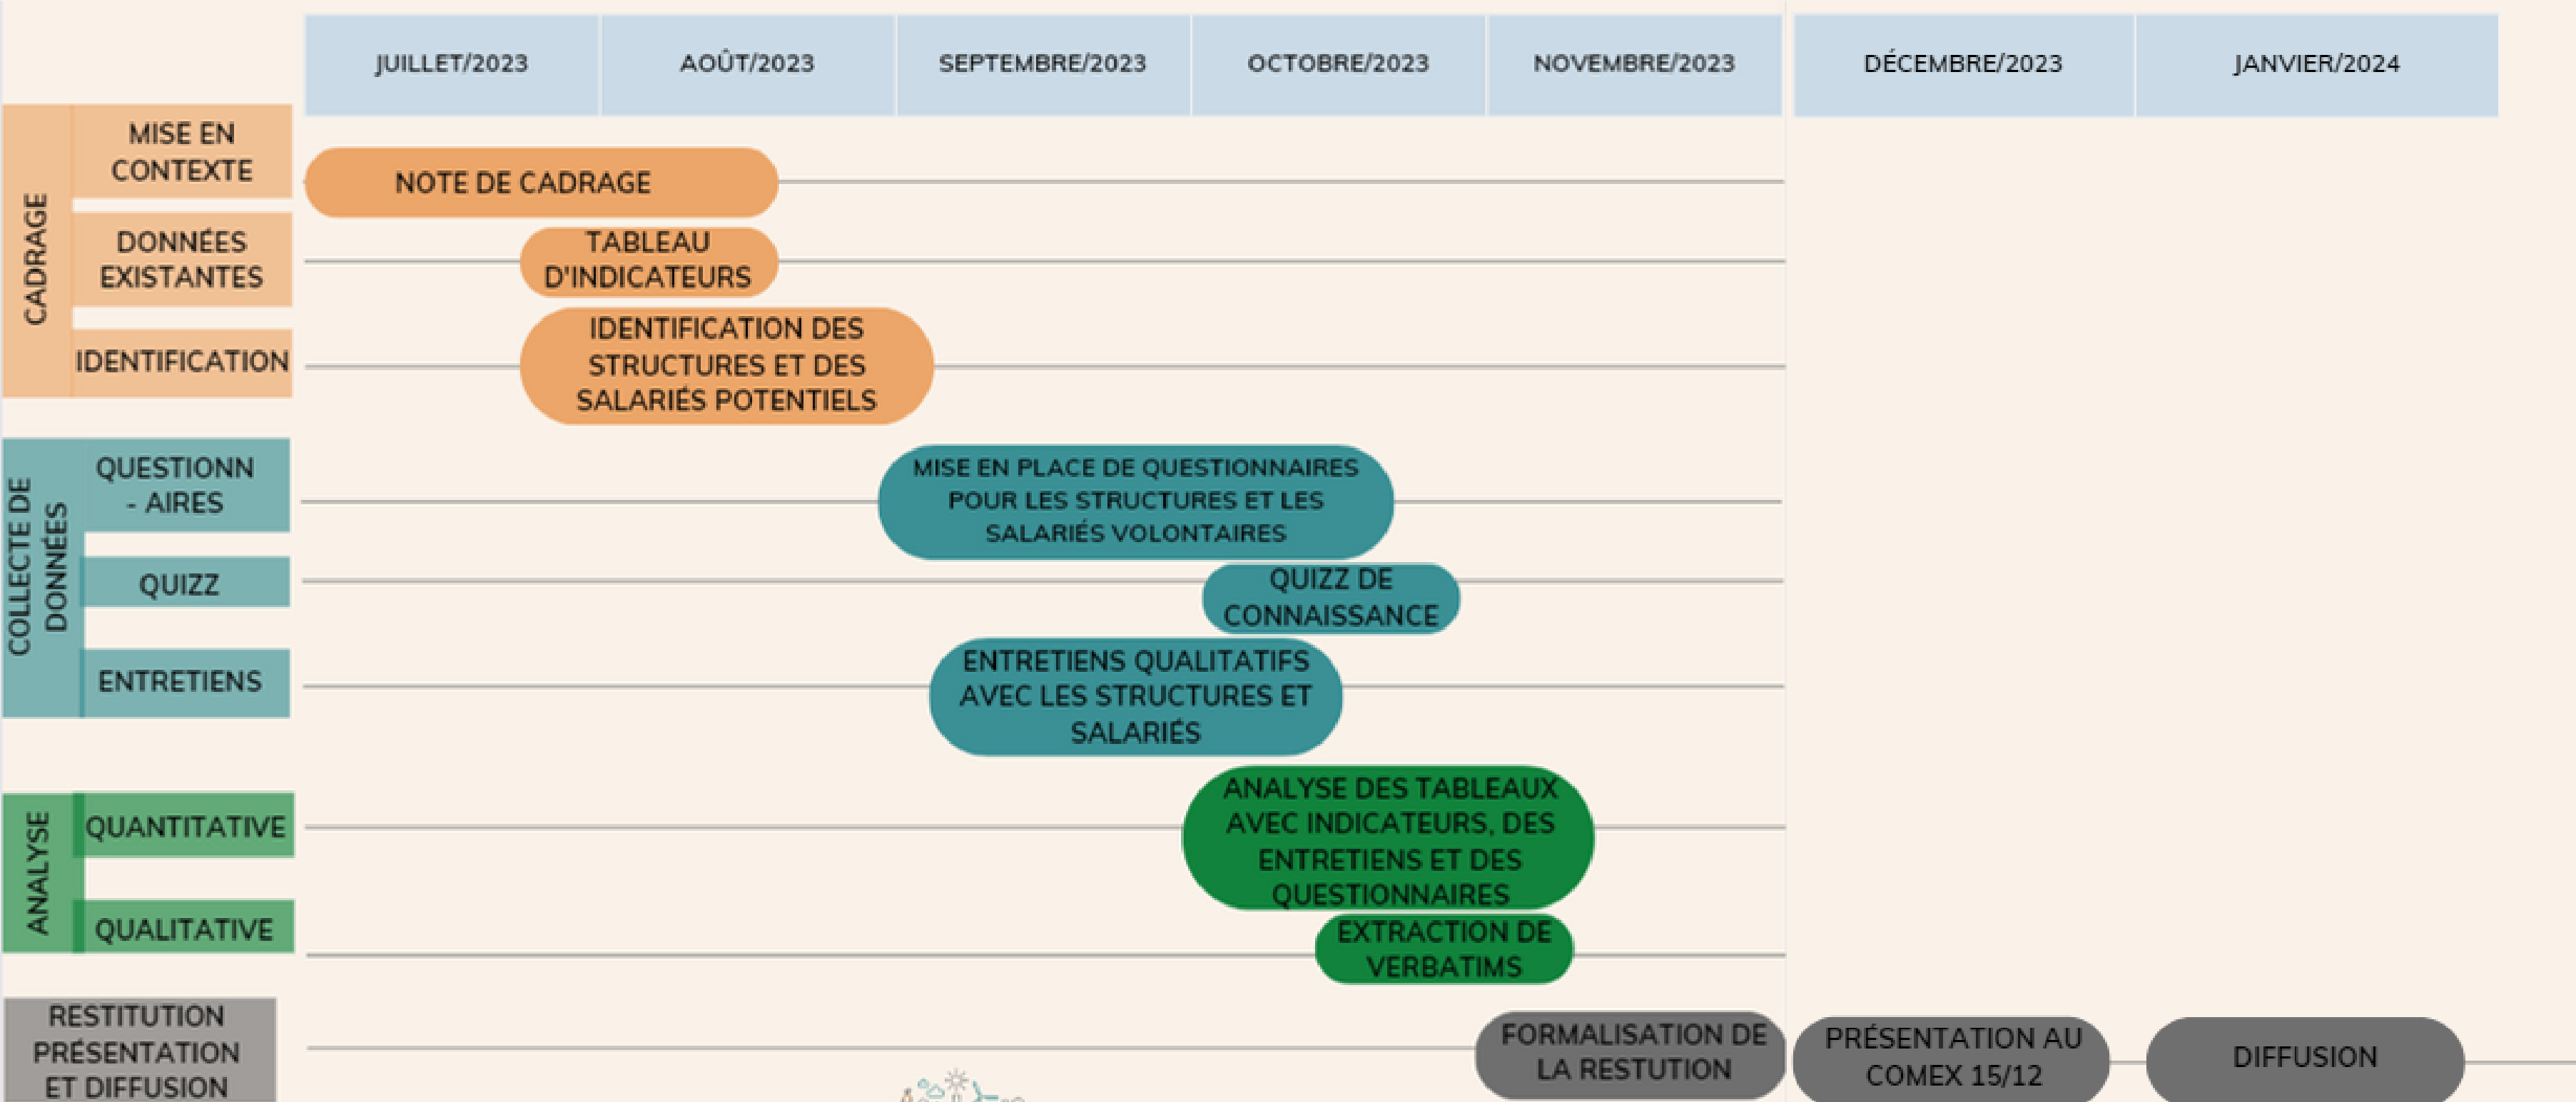 JUILLET/2023
AOÛT/2023
SEPTEMBRE/2023
OCTOBRE/2023
NOVEMBRE/2023
DÉCEMBRE/2023
JANVIER/2024
CADRAGE
MISE EN
CONTEXTE
NOTE DE CADRAGE
DONNÉES
EXISTANTES
TABLEAU
D'INDICATEURS
IDENTIFICATION
IDENTIFICATION DES
STRUCTURES ET DES
SALARIÉS POTENTIELS
COLLECTE DE
DONNÉES
QUESTIONN
- AIRES
MISE EN PLACE DE QUESTIONNAIRES
POUR LES STRUCTURES ET LES
SALARIÉS VOLONTAIRES
QUIZZ
QUIZZ DE
CONNAISSANCE
ENTRETIENS
ENTRETIENS QUALITATIFS
AVEC LES STRUCTURES ET
SALARIÉS
ANALYSE
QUANTITATIVE
ANALYSE DES TABLEAUX
AVEC INDICATEURS, DES
ENTRETIENS ET DES
QUESTIONNAIRES
QUALITATIVE
EXTRACTION DE
VERBATIMS
RESTITUTION
PRÉSENTATION
ET DIFFUSION
FORMALISATION DE
LA RESTUTION
PRÉSENTATION AU
COMEX 15/12
DIFFUSION